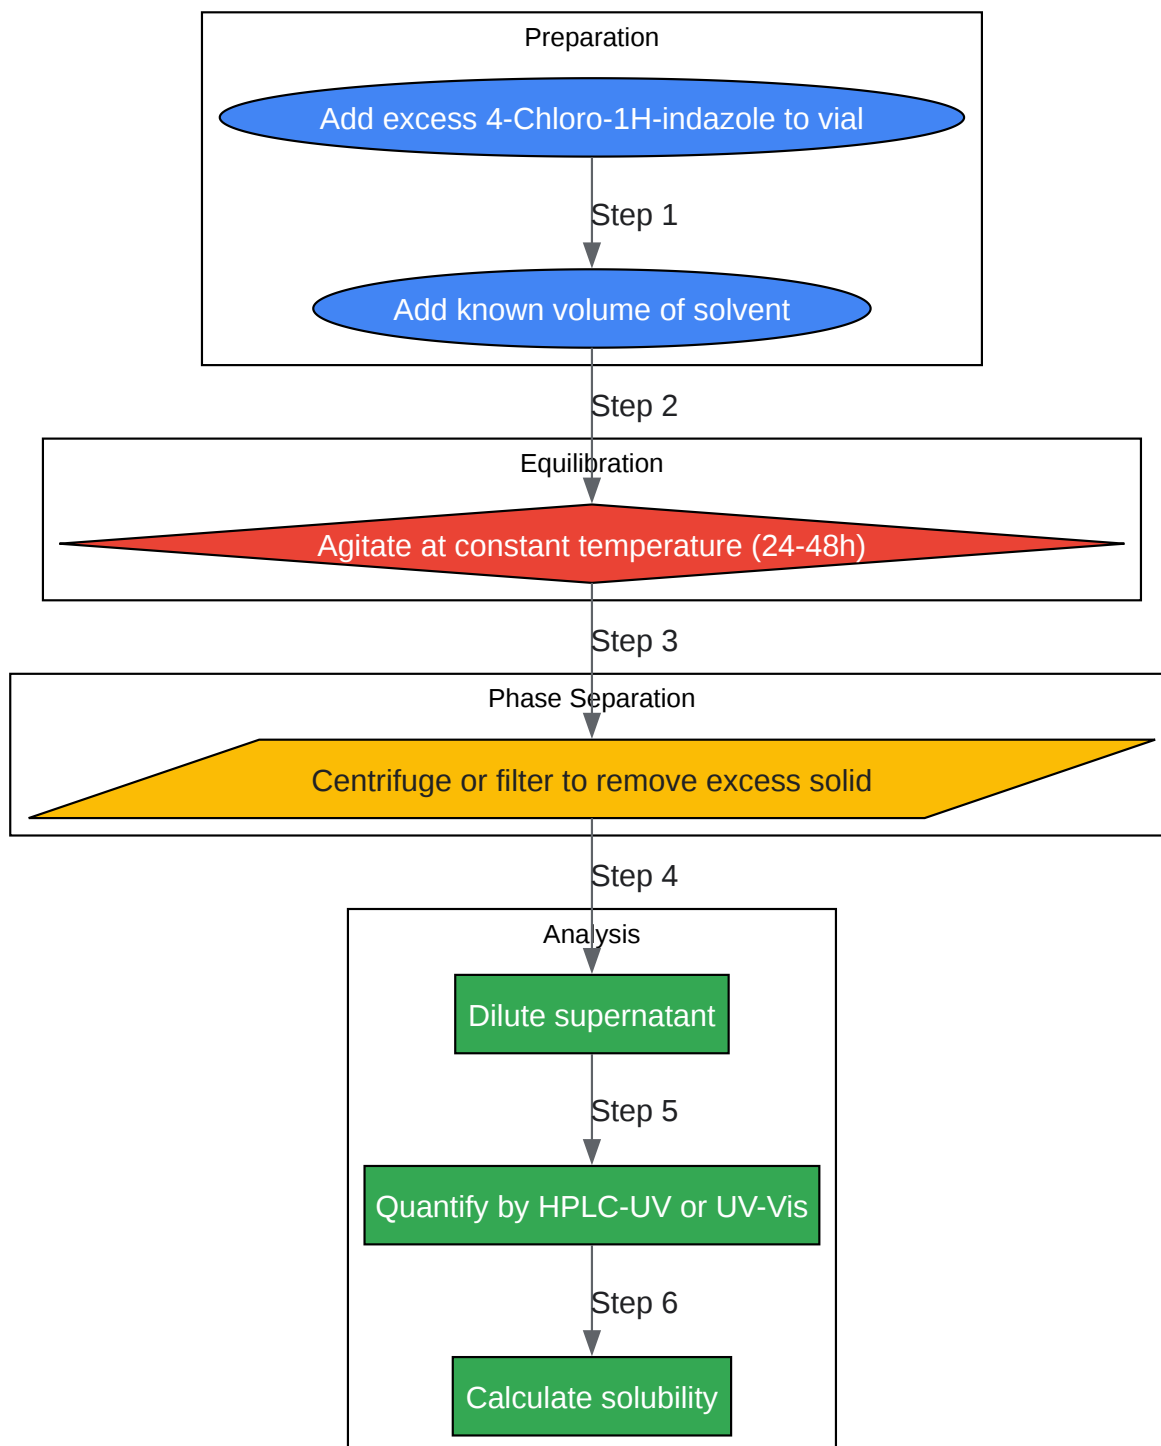 Preparation
Add excess 4-Chloro-1H-indazole to vial
Step 1
Add known volume of solvent
Step 2
Equilibration
Agitate at constant temperature (24-48h)
Step 3
Phase Separation
Centrifuge or filter to remove excess solid
Step 4
Analysis
Dilute supernatant
Step 5
Quantify by HPLC-UV or UV-Vis
Step 6
Calculate solubility